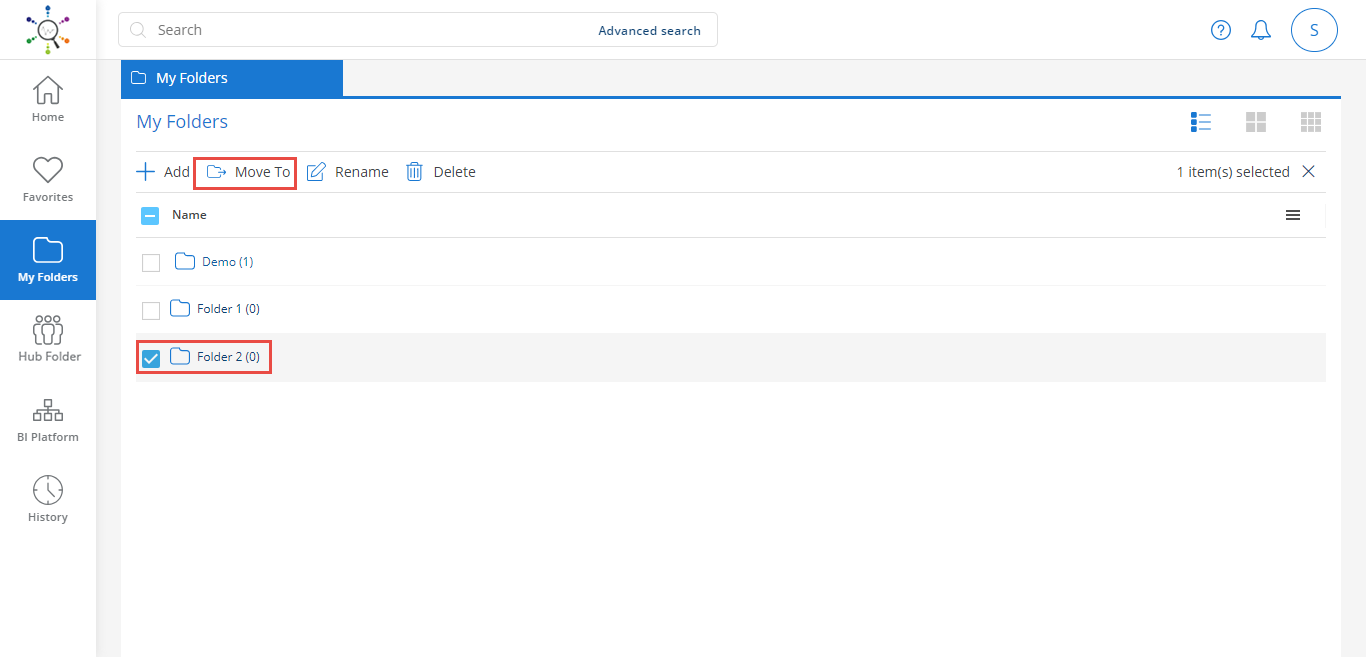 Search
Advanced search
S
Home
Favorites
My Folders
Hub Folder
BI Platform
History
My Folders
My Folders
Add Move To Rename Delete 1 item(s) selected
Name
Demo (1)
Folder 1 (0)
Folder 2 (0)